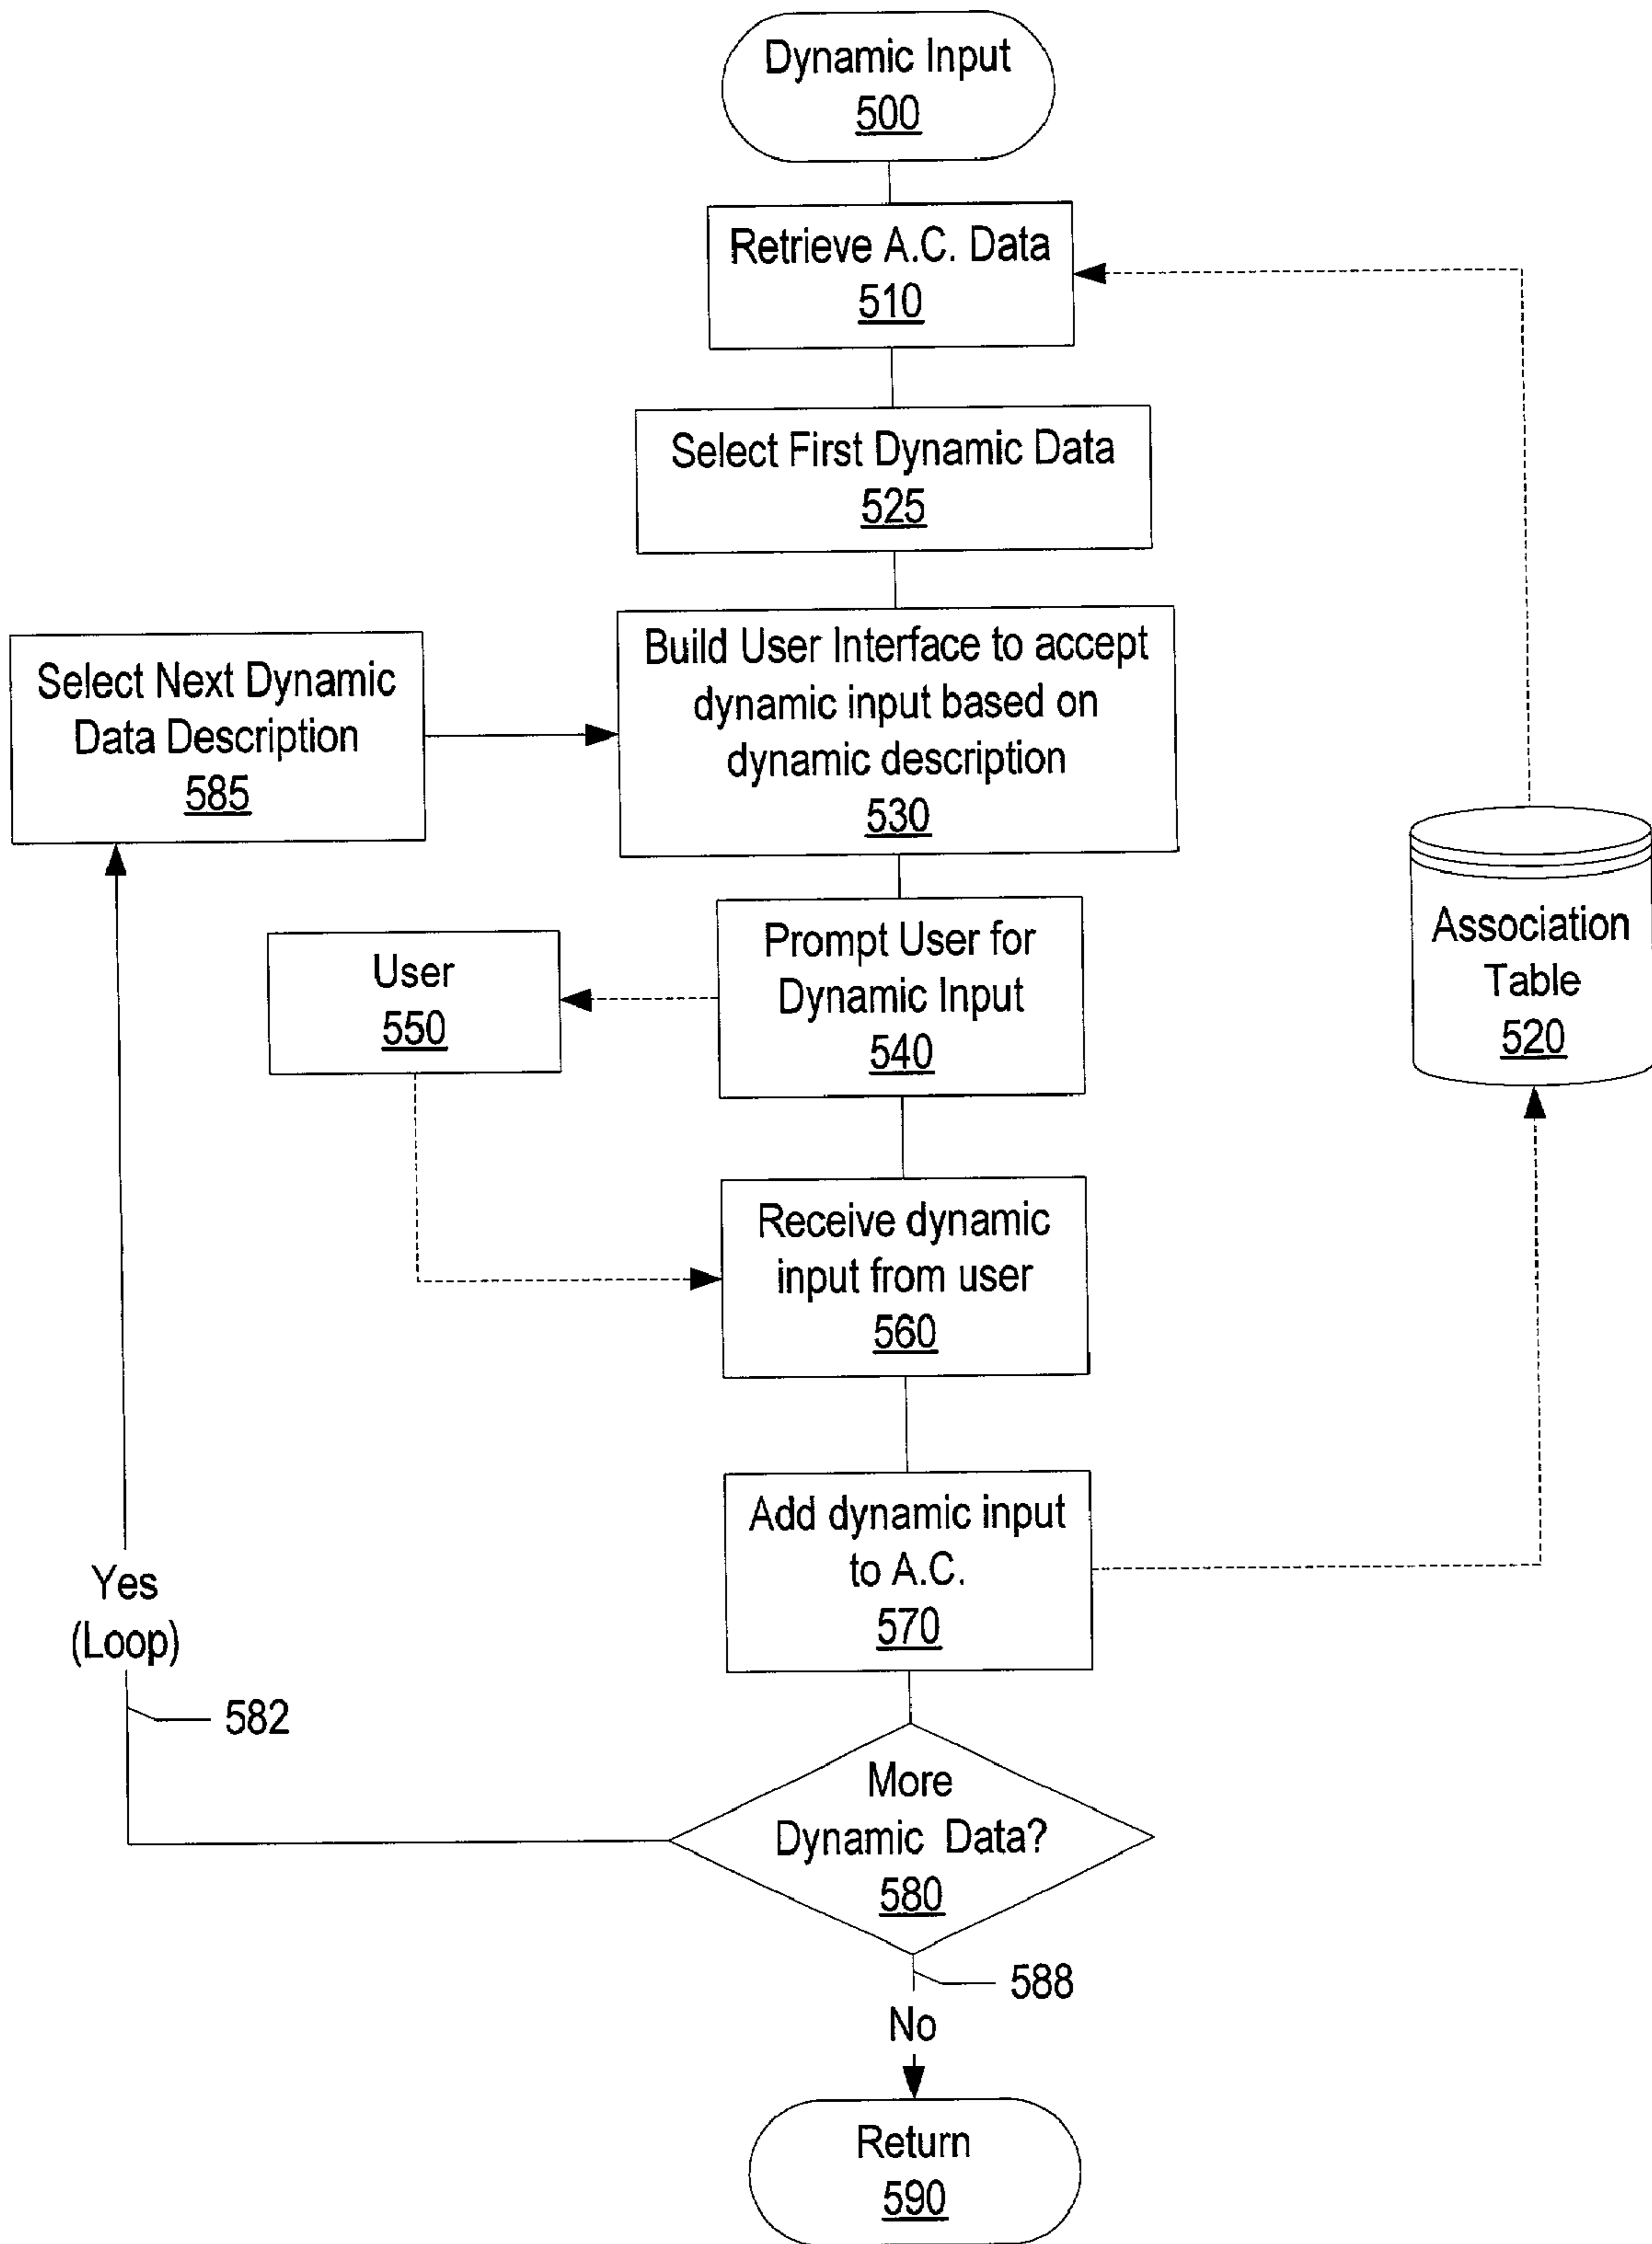 Dynamic Input
500
Retrieve A.C. Data
510
Select First Dynamic Data
525
Build User Interface to accept
dynamic input based on
dynamic description
530
Select Next Dynamic
Data Description
585
Association
Table
520
Prompt User for
Dynamic Input
540
User
550
Receive dynamic
input from user
560
Add dynamic input
to A.C.
570
Yes
(Loop)
582
More
Dynamic Data?
580
588
No
Return
590